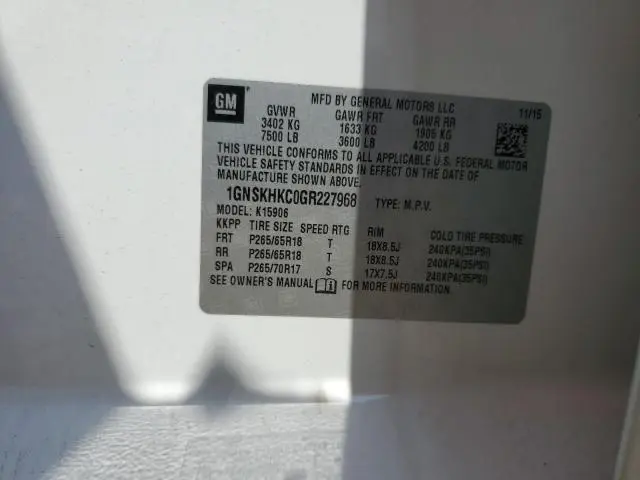 GM
MFD BY GENERAL MOTORS LLC 11/15
GVWR GAWR FRT GAWR RR
3402 KG 1633 KG 1905 KG
7500 LB 3600 LB 4200 LB
THIS VEHICLE CONFORMS TO ALL APPLICABLE U.S. FEDERAL MOTOR
VEHICLE SAFETY STANDARDS IN EFFECT ON THE DATE OF
MANUFACTURE SHOWN ABOVE.
1GNSKHKC0GR227968 TYPE: M.P.V.
MODEL: K15906
KKPP TIRE SIZE SPEED RTG RIM COLD TIRE PRESSURE
FRT P265/65R18 T 18X8.5J 240KPA(35PSI)
RR P265/65R18 T 18X8.5J 240KPA(35PSI)
SPA P265/70R17 S 17X7.5J 240KPA(35PSI)
SEE OWNER'S MANUAL i FOR MORE INFORMATION.